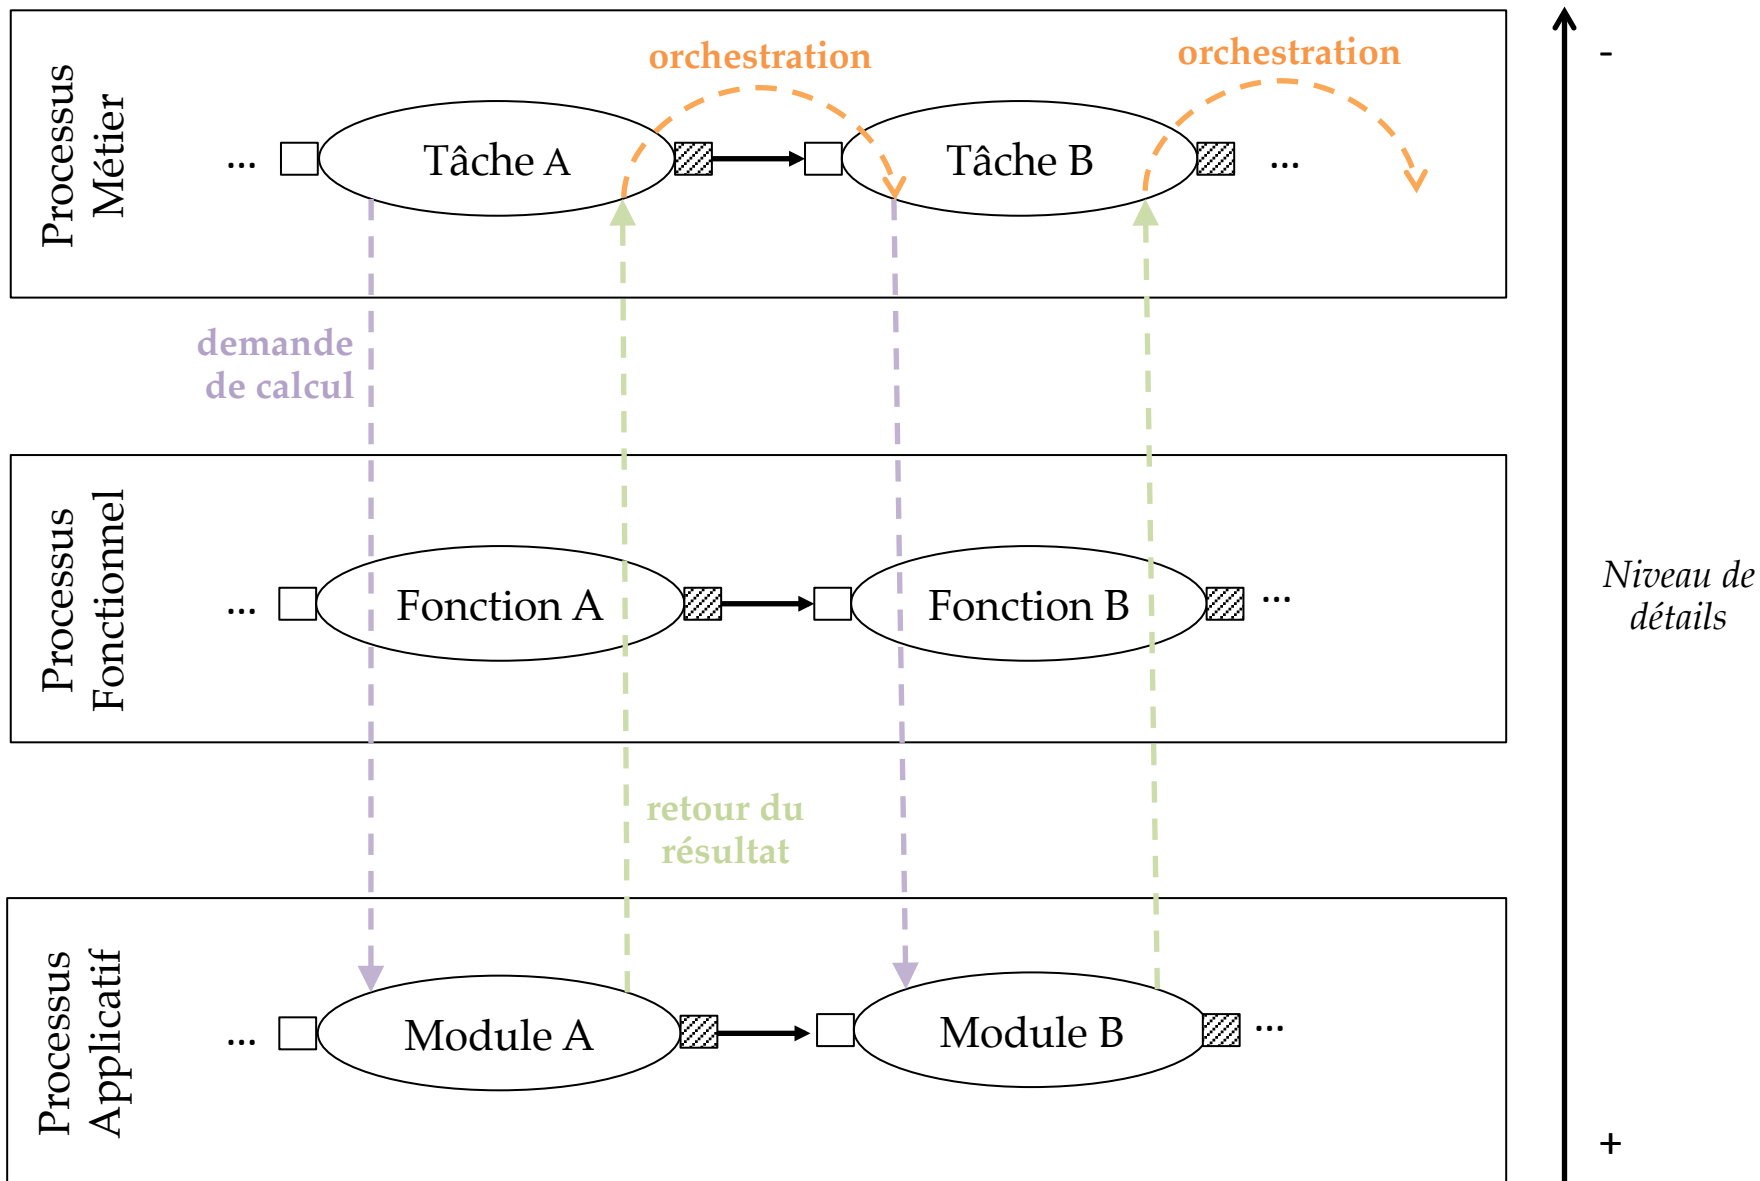 Processus
Métier
orchestration
orchestration
-
...
Tâche A
Tâche B
...
demande
de calcul
Processus
Fonctionnel
...
Fonction A
Fonction B
...
Niveau de
détails
retour du
résultat
Processus
Applicatif
...
Module A
Module B
...
+